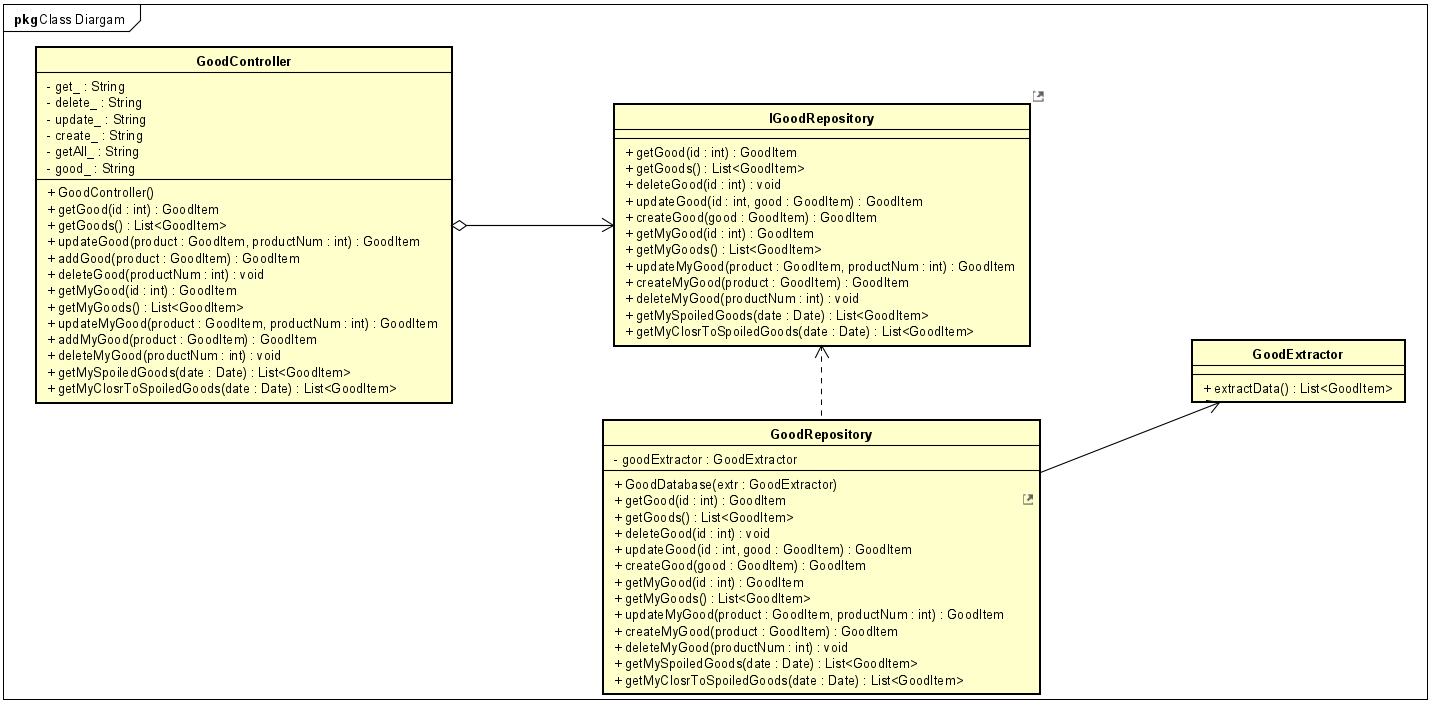 pkg Class Diargam
GoodController
- get_ : String
- delete_ : String
- update_ : String
- create_ : String
- getAll_ : String
- good_ : String
+ GoodController()
+ getGood(id : int) : GoodItem
+ getGoods() : List<GoodItem>
+ updateGood(product : GoodItem, productNum : int) : GoodItem
+ addGood(product : GoodItem) : GoodItem
+ deleteGood(productNum : int) : void
+ getMyGood(id : int) : GoodItem
+ getMyGoods() : List<GoodItem>
+ updateMyGood(product : GoodItem, productNum : int) : GoodItem
+ addMyGood(product : GoodItem) : GoodItem
+ deleteMyGood(productNum : int) : void
+ getMySpoiledGoods(date : Date) : List<GoodItem>
+ getMyClosrToSpoiledGoods(date : Date) : List<GoodItem>
IGoodRepository
+ getGood(id : int) : GoodItem
+ getGoods() : List<GoodItem>
+ deleteGood(id : int) : void
+ updateGood(id : int, good : GoodItem) : GoodItem
+ createGood(good : GoodItem) : GoodItem
+ getMyGood(id : int) : GoodItem
+ getMyGoods() : List<GoodItem>
+ updateMyGood(product : GoodItem, productNum : int) : GoodItem
+ createMyGood(product : GoodItem) : GoodItem
+ deleteMyGood(productNum : int) : void
+ getMySpoiledGoods(date : Date) : List<GoodItem>
+ getMyClosrToSpoiledGoods(date : Date) : List<GoodItem>
GoodExtractor
+ extractData() : List<GoodItem>
GoodRepository
- goodExtractor : GoodExtractor
+ GoodDatabase(extr : GoodExtractor)
+ getGood(id : int) : GoodItem
+ getGoods() : List<GoodItem>
+ deleteGood(id : int) : void
+ updateGood(id : int, good : GoodItem) : GoodItem
+ createGood(good : GoodItem) : GoodItem
+ getMyGood(id : int) : GoodItem
+ getMyGoods() : List<GoodItem>
+ updateMyGood(product : GoodItem, productNum : int) : GoodItem
+ createMyGood(product : GoodItem) : GoodItem
+ deleteMyGood(productNum : int) : void
+ getMySpoiledGoods(date : Date) : List<GoodItem>
+ getMyClosrToSpoiledGoods(date : Date) : List<GoodItem>